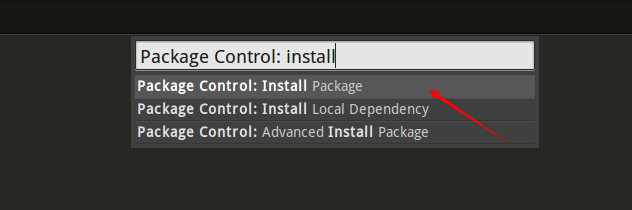 Package Control: install
Package Control: Install Package
Package Control: Install Local Dependency
Package Control: Advanced Install Package